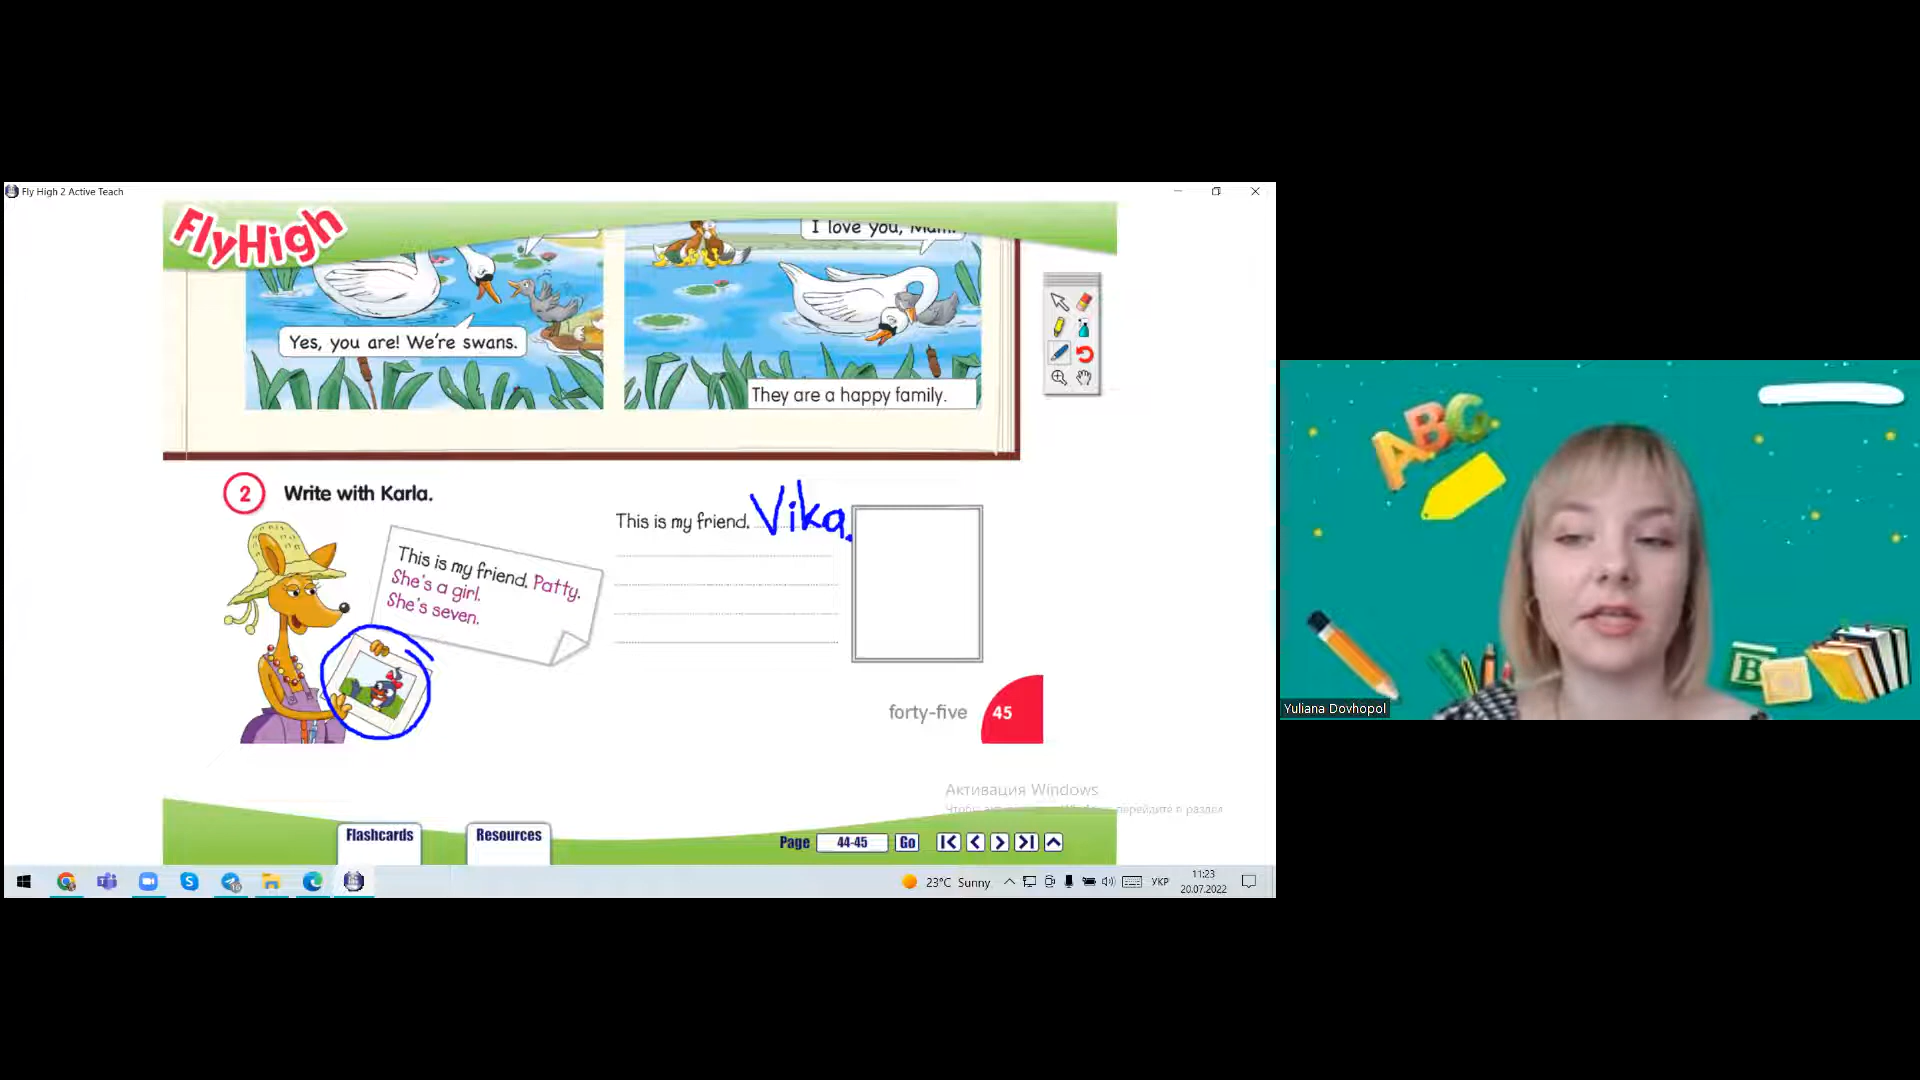 Fly High 2 Active Teach
FlyHigh
I love you, Mum.
Yes, you are! We're swans.
They are a happy family.
2 Write with Karla.
This is my friend. Patty.
She's a girl.
She's seven.
This is my friend. Vika.
forty-five 45
Активация Windows
перейдите в раздел
Flashcards
Resources
Page 44-45 Go
23°C Sunny
УКР
11:23
20.07.2022
ABC
B
Yuliana Dovhopol